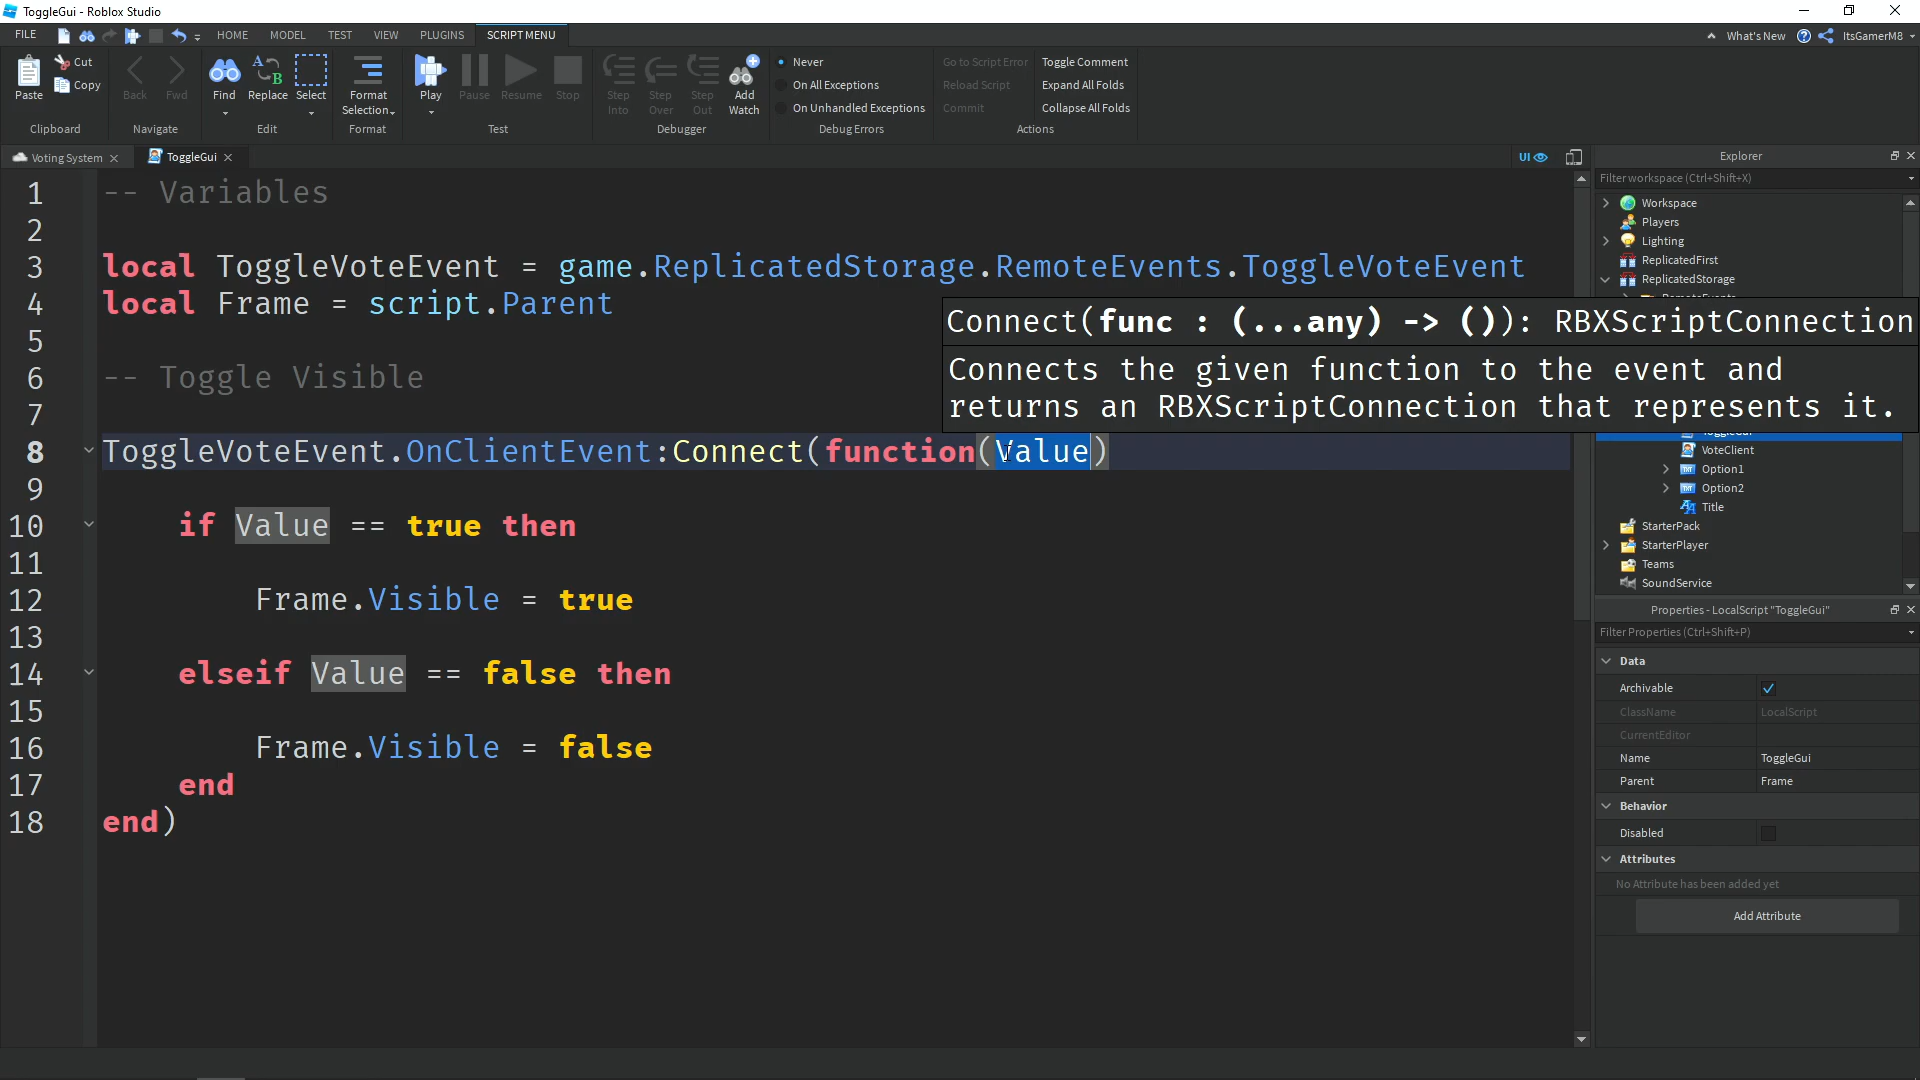 ToggleGui - Roblox Studio
FILE HOME MODEL TEST VIEW PLUGINS SCRIPT MENU What's New ItsGamerM8
Paste Cut Copy Back Fwd Find Replace Select Format Selection Play Pause Resume Stop Step Into Step Over Step Out Add Watch
Never Go to Script Error Toggle Comment
On All Exceptions Reload Script Expand All Folds
On Unhandled Exceptions Commit Collapse All Folds
Clipboard Navigate Edit Format Test Debugger Debug Errors Actions
Voting System ToggleGui UI Explorer
Filter workspace (Ctrl+Shift+X)
1 -- Variables
2
3 local ToggleVoteEvent = game.ReplicatedStorage.RemoteEvents.ToggleVoteEvent
4 local Frame = script.Parent
5
6 -- Toggle Visible
7
8 ToggleVoteEvent.OnClientEvent:Connect(function(Value)
9
10 if Value == true then
11
12 Frame.Visible = true
13
14 elseif Value == false then
15
16 Frame.Visible = false
17 end
18 end)
Connect(func : (...any) -> ()): RBXScriptConnection
Connects the given function to the event and
returns an RBXScriptConnection that represents it.
Workspace
Players
Lighting
ReplicatedFirst
ReplicatedStorage
VoteClient
Option1
Option2
Title
StarterPack
StarterPlayer
Teams
SoundService
Properties - LocalScript "ToggleGui"
Filter Properties (Ctrl+Shift+P)
Data
Archivable
ClassName LocalScript
CurrentEditor
Name ToggleGui
Parent Frame
Behavior
Disabled
Attributes
No Attribute has been added yet
Add Attribute